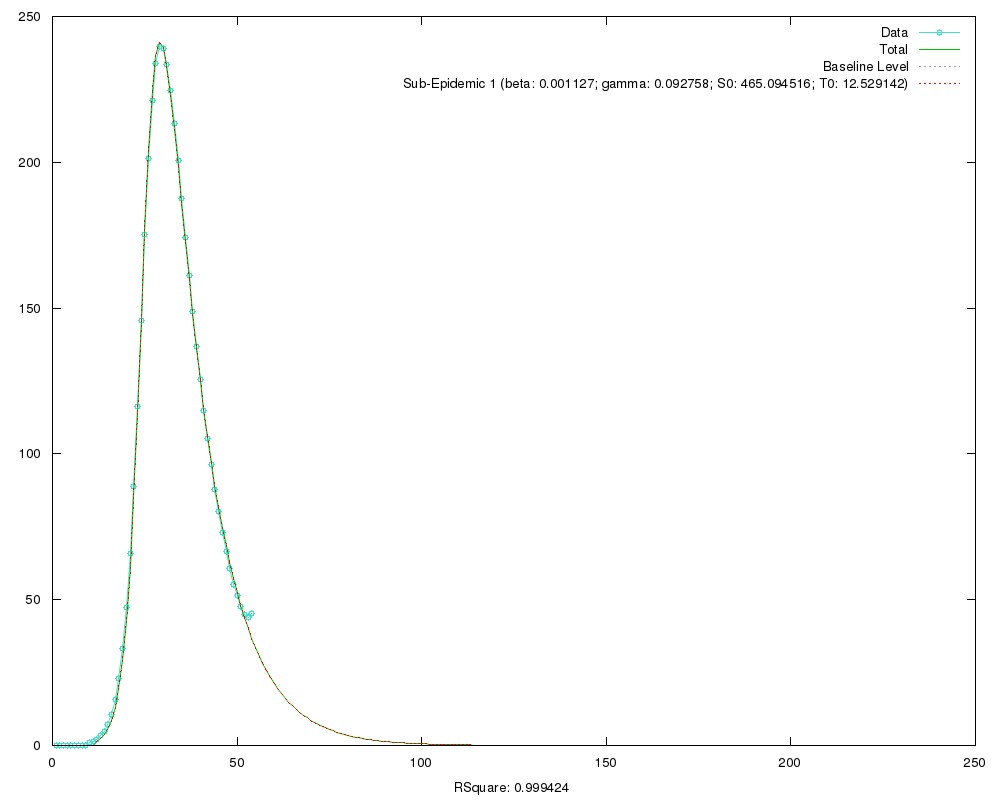 250
200
150
100
50
0
Data
Total
Baseline Level
Sub-Epidemic 1 (beta: 0.001127; gamma: 0.092758; S0: 465.094516; T0: 12.529142)
0 50 100 150 200 250
RSquare: 0.999424